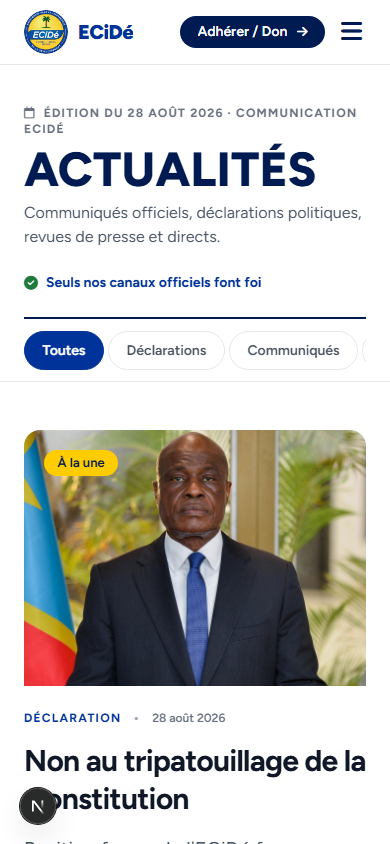 ECiDé
ECiDé
Adhérer / Don →
ÉDITION DU 28 AOÛT 2026 · COMMUNICATION
ECIDÉ
ACTUALITÉS
Communiqués officiels, déclarations politiques,
revues de presse et directs.
Seuls nos canaux officiels font foi
Toutes
Déclarations
Communiqués
À la une
DÉCLARATION • 28 août 2026
Non au tripatouillage de la
N
onstitution